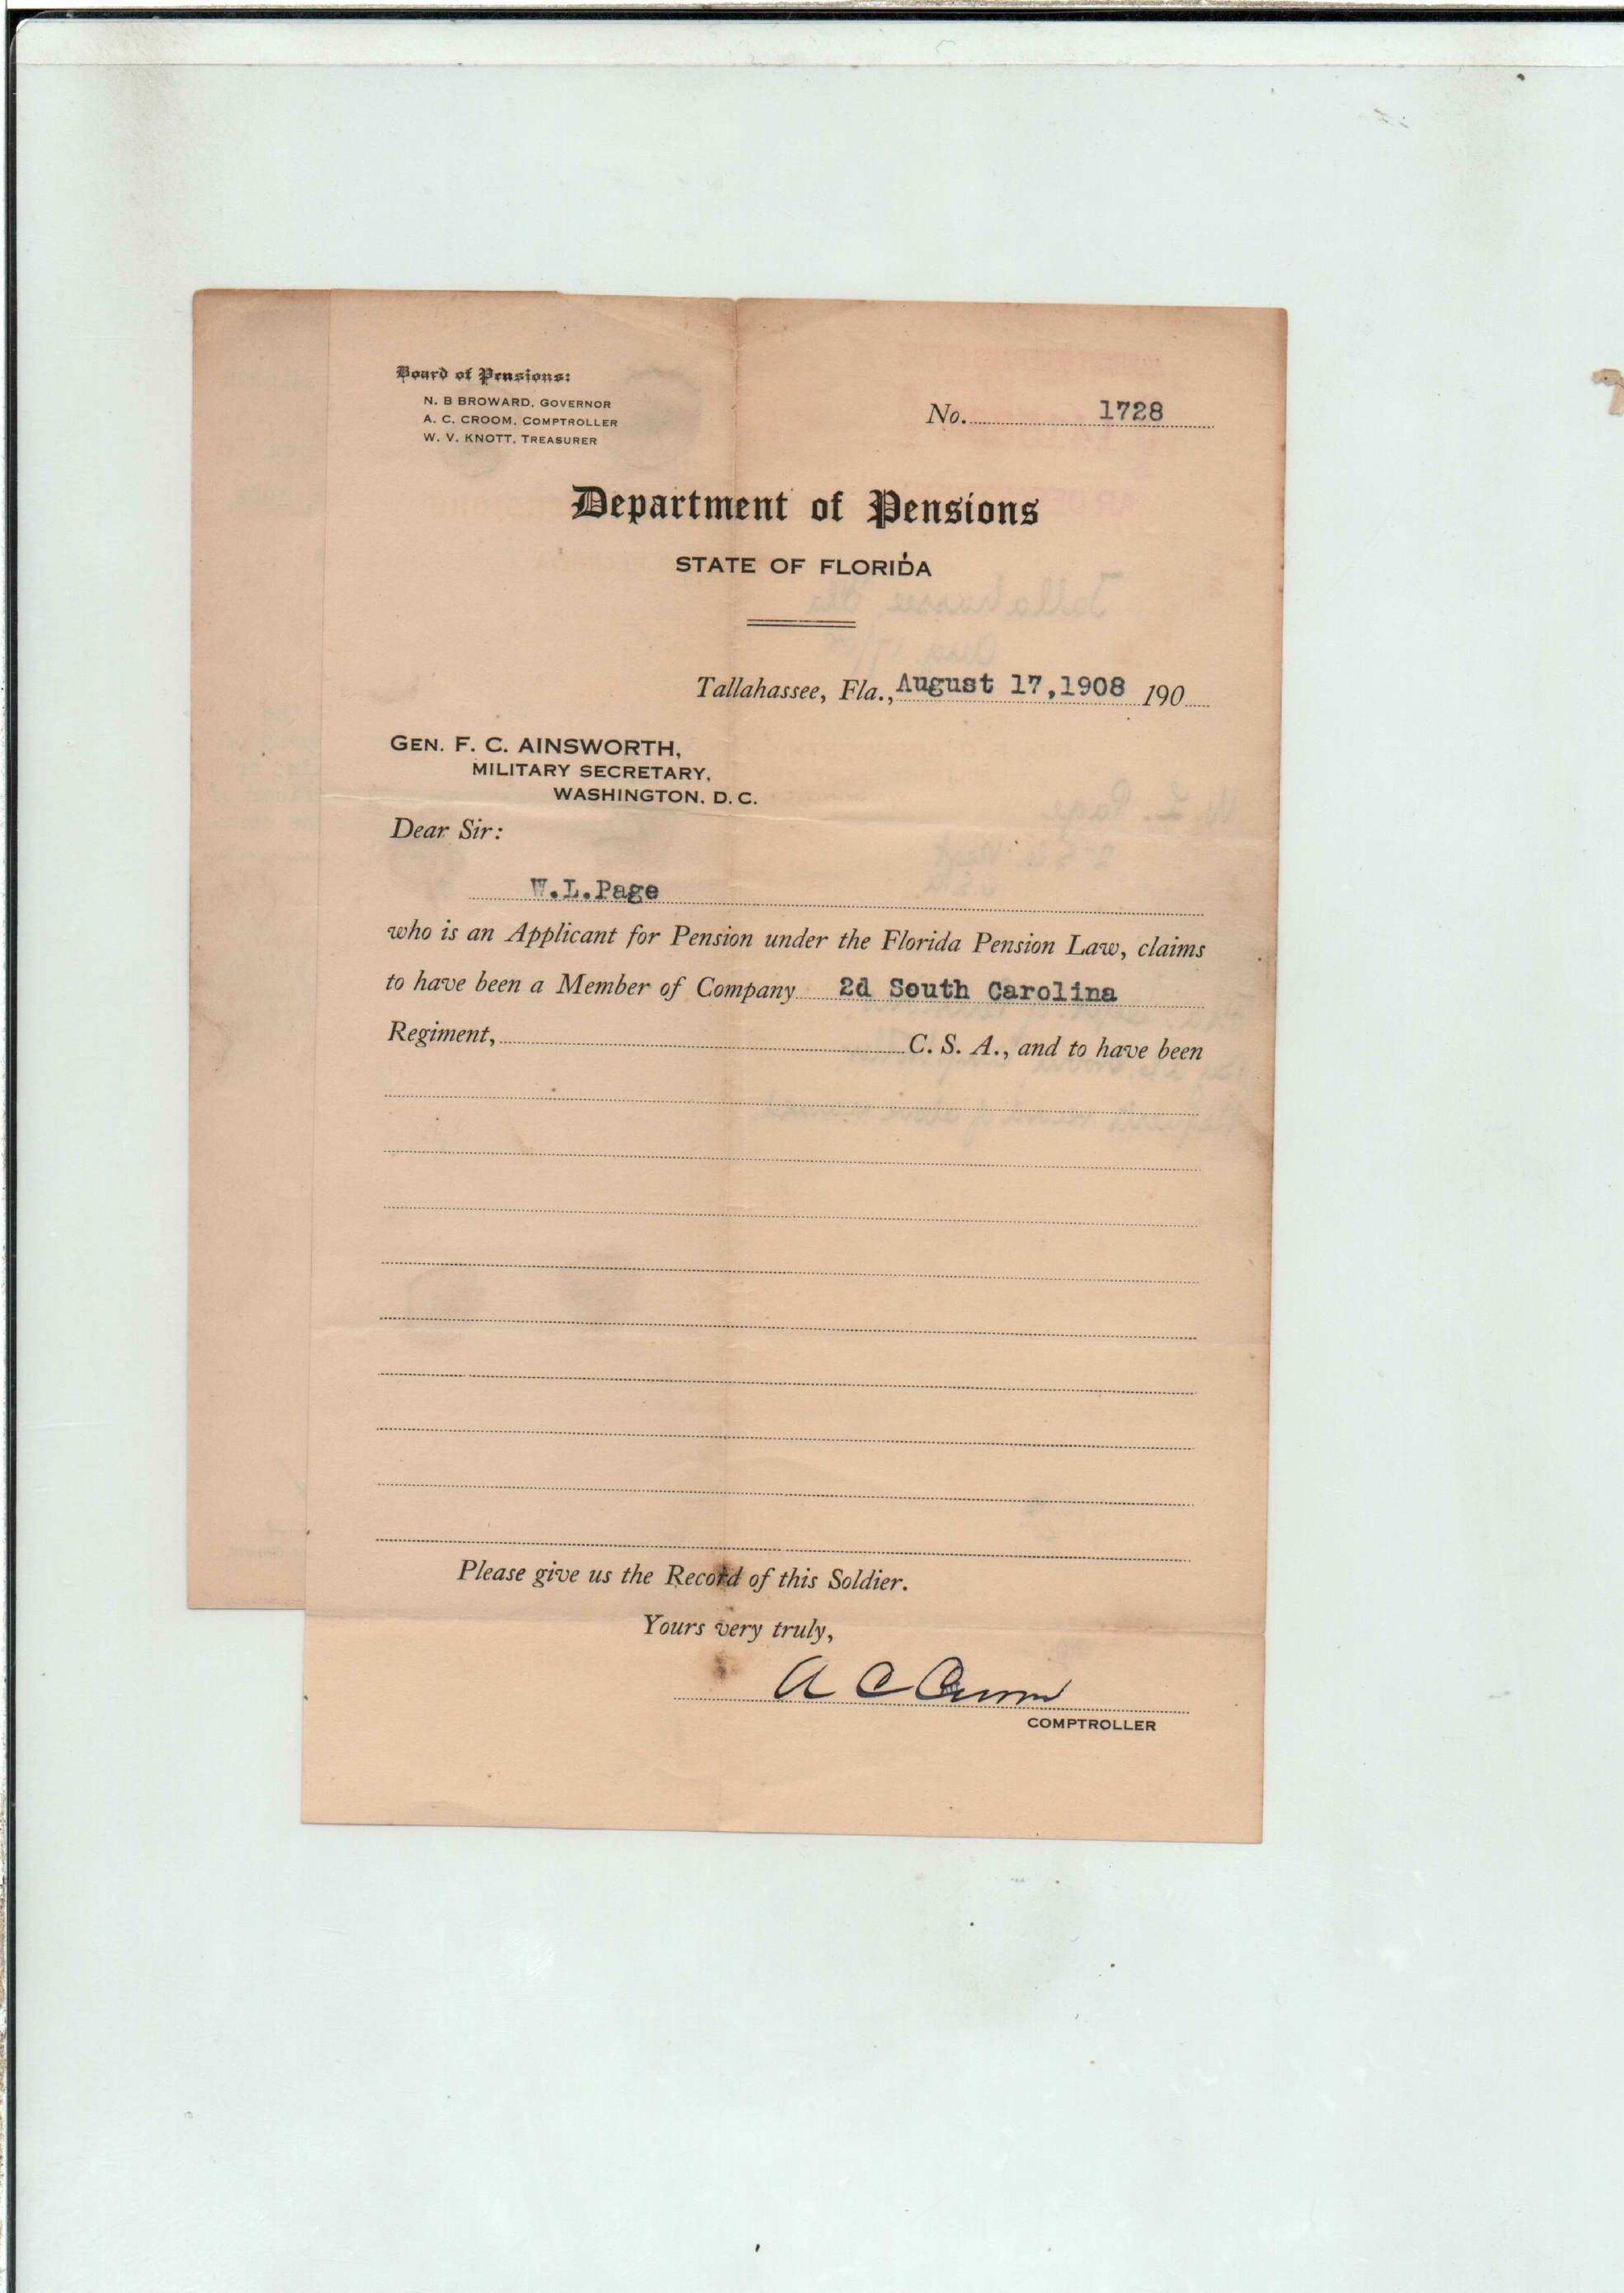 Board of Pensions:
N. B BROWARD, GOVERNOR
A. C. CROOM, COMPTROLLER
W. V. KNOTT, TREASURER
No. 1728
Department of Pensions
STATE OF FLORIDA
Tallahassee, Fla., August 17,1908 190
GEN. F. C. AINSWORTH,
MILITARY SECRETARY,
WASHINGTON, D. C.
Dear Sir:
W.L.Page
who is an Applicant for Pension under the Florida Pension Law, claims
to have been a Member of Company 2d South Carolina
Regiment, C. S. A., and to have been
Please give us the Record of this Soldier.
Yours very truly,
A C Croom
COMPTROLLER